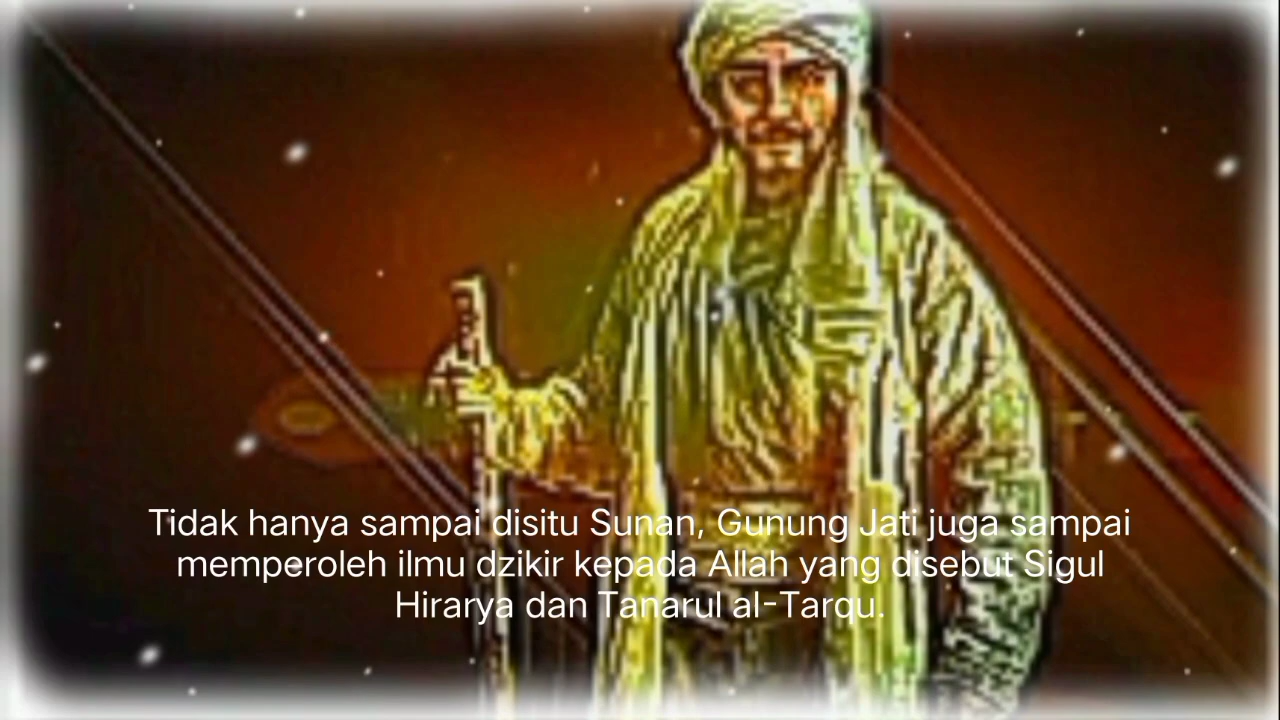 Tidak hanya sampai disitu Sunan, Gunung Jati juga sampai
memperoleh ilmu dzikir kepada Allah yang disebut Sigul
Hirarya dan Tanarul al-Tarqu.